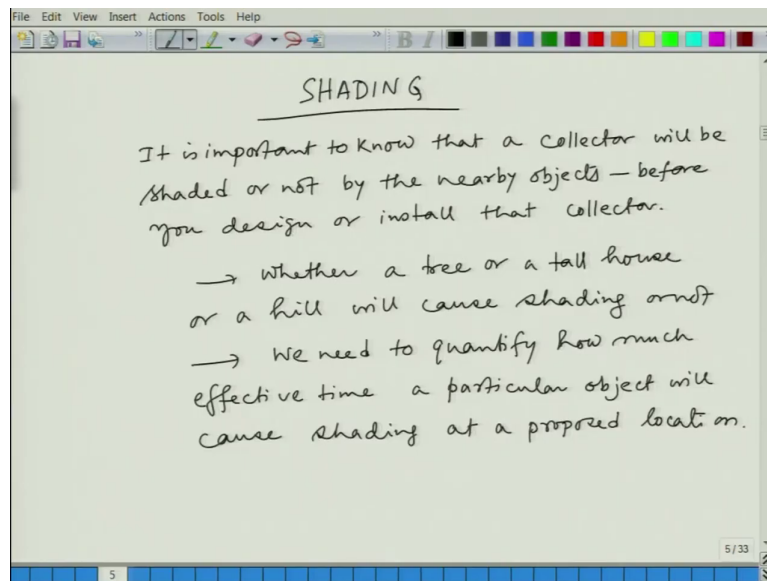 File Edit View Insert Actions Tools Help
SHADING
It is important to know that a collector will be
shaded or not by the nearby objects — before
you design or install that collector.
→ Whether a tree or a tall house
or a hill will cause shading or not
→ We need to quantify how much
effective time a particular object will
cause shading at a proposed location.
5/33
5